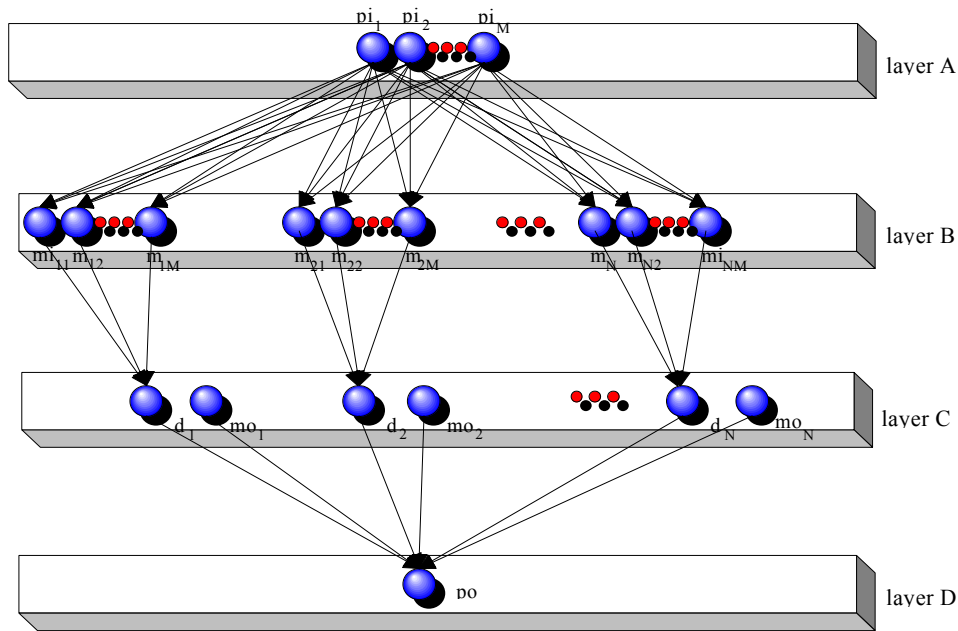 pi1 pi2 piM
layer A
layer B
mi11 m12 m1M m21 m22 m2M mN mN2 miNM
layer C
d1 mo1 d2 mo2 dN moN
po
layer D